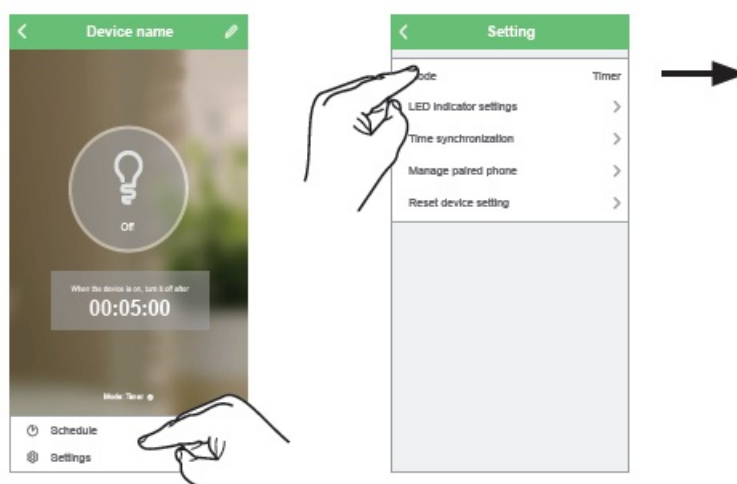 Device name
Off
When the device is on, turn it off after
00:05:00
Mode: Timer
Schedule
Settings
Setting
ode Timer
LED indicator settings
Time synchronization
Manage paired phone
Reset device setting